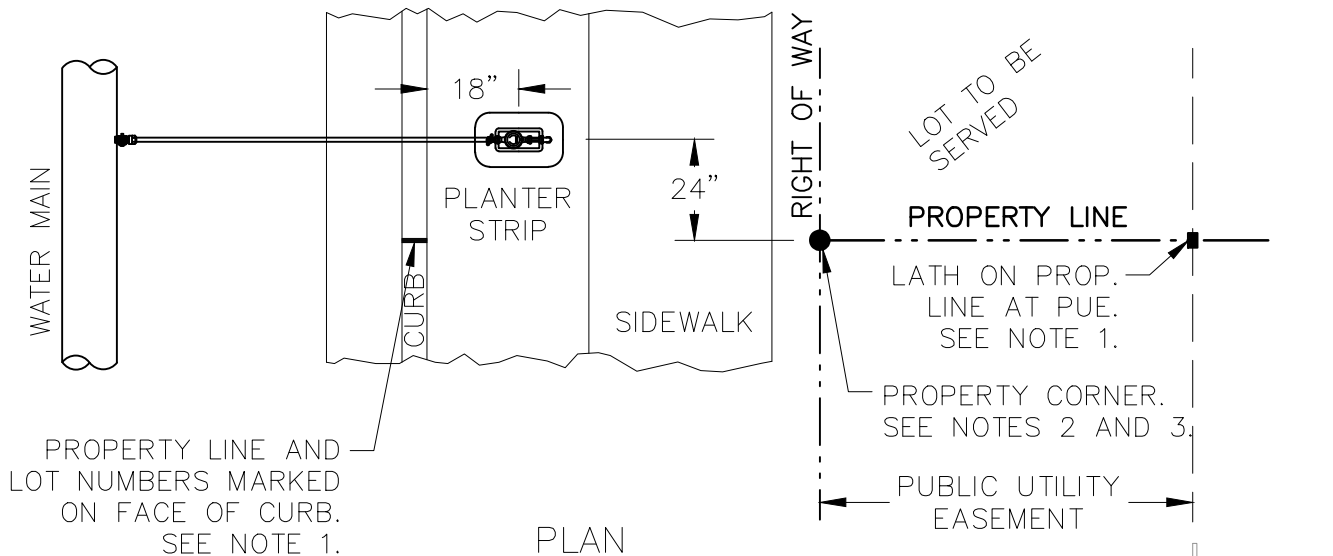 WATER MAIN
18”
PLANTER
STRIP
CURB
24”
SIDEWALK
RIGHT OF WAY
LOT TO BE
SERVED
PROPERTY LINE
LATH ON PROP.
LINE AT PUE.
SEE NOTE 1.
PROPERTY CORNER.
SEE NOTES 2 AND 3.
PROPERTY LINE AND
LOT NUMBERS MARKED
ON FACE OF CURB.
SEE NOTE 1.
PUBLIC UTILITY
EASEMENT
PLAN